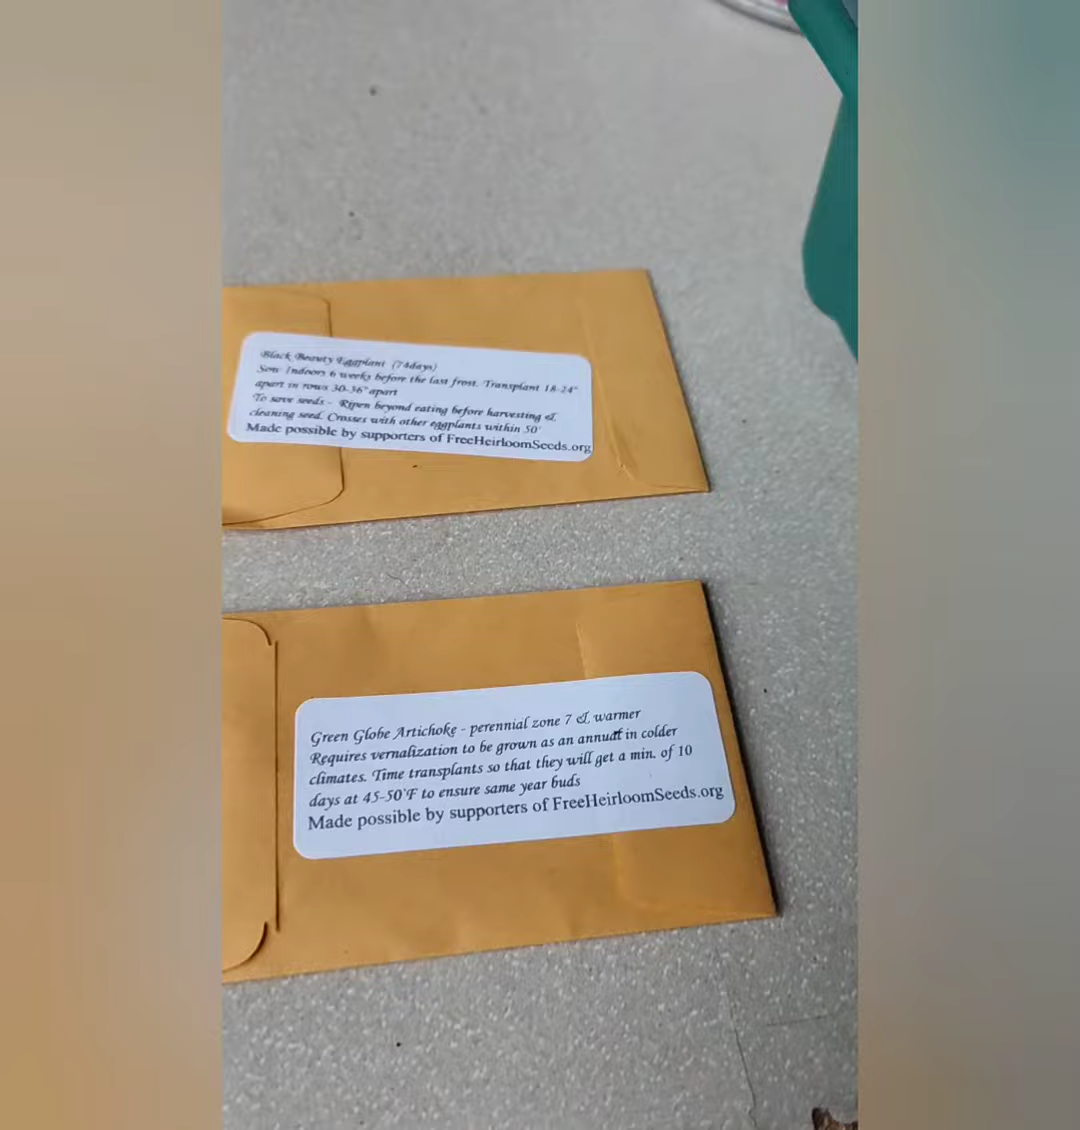 Black Beauty Eggplant (74days)
Sow Indoors 6 weeks before the last frost. Transplant 18-24"
apart in rows 30-36" apart
To save seeds - Ripen beyond eating before harvesting &
cleaning seed. Crosses with other eggplants within 50'
Made possible by supporters of FreeHeirloomSeeds.org
Green Globe Artichoke - perennial zone 7 & warmer
Requires vernalization to be grown as an annual in colder
climates. Time transplants so that they will get a min. of 10
days at 45-50°F to ensure same year buds
Made possible by supporters of FreeHeirloomSeeds.org